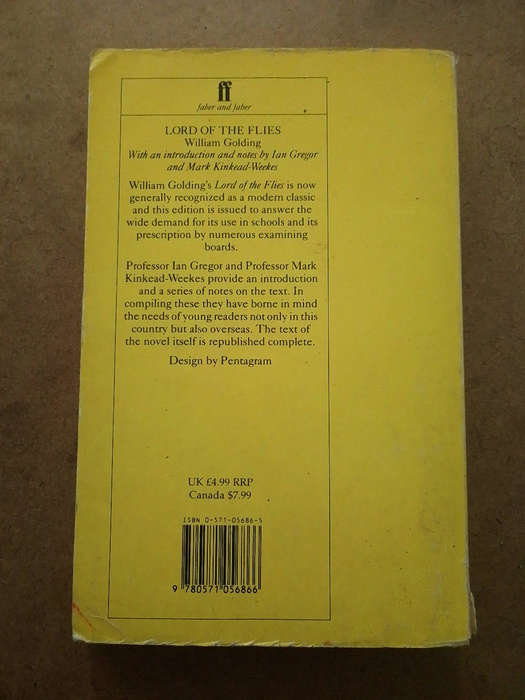 ff
faber and faber
LORD OF THE FLIES
William Golding
With an introduction and notes by Ian Gregor
and Mark Kinkead-Weekes
William Golding's Lord of the Flies is now
generally recognized as a modern classic
and this edition is issued to answer the
wide demand for its use in schools and its
prescription by numerous examining
boards.
Professor Ian Gregor and Professor Mark
Kinkead-Weekes provide an introduction
and a series of notes on the text. In
compiling these they have borne in mind
the needs of young readers not only in this
country but also overseas. The text of
the novel itself is republished complete.
Design by Pentagram
UK £4.99 RRP
Canada $7.99
ISBN 0-571-05686-5
9 780571 056866